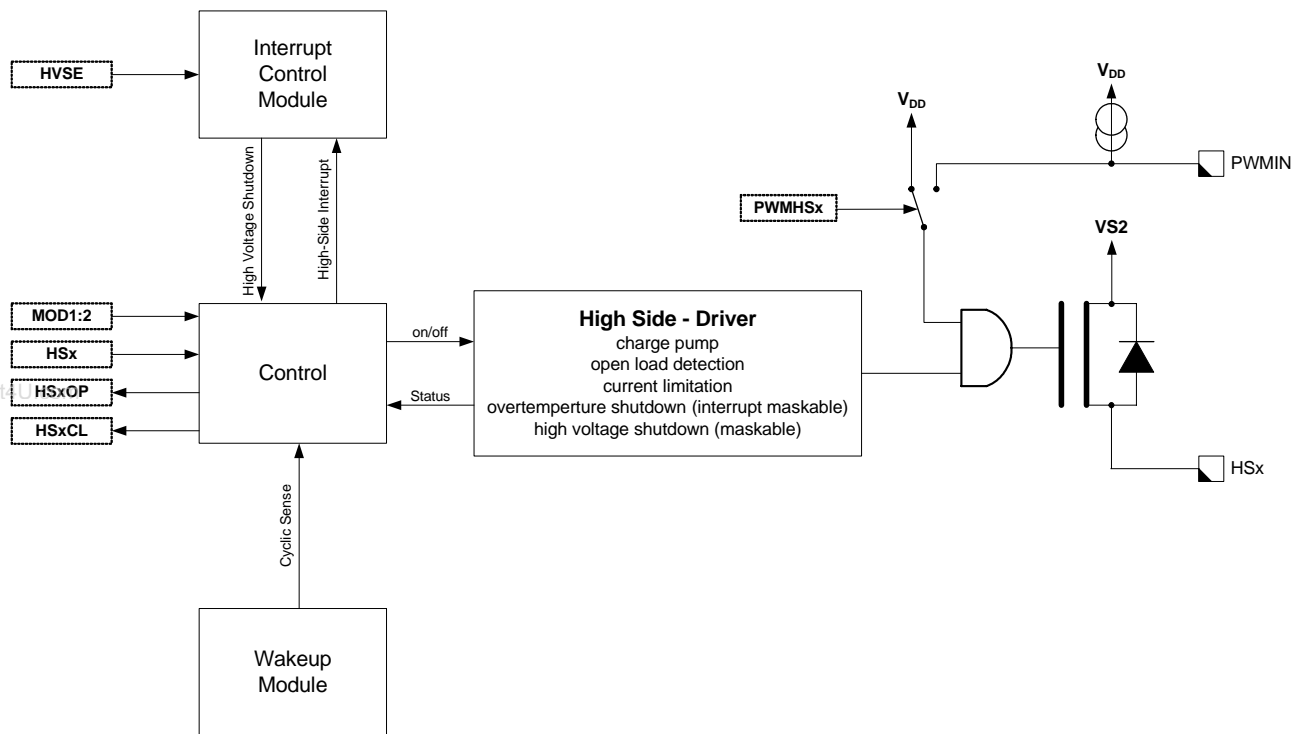 Interrupt
Control
Module
HVSE
High Voltage Shutdown
High-Side Interrupt
VDD
VDD
PWMIN
PWMHSx
VS2
MOD1:2
HSx
HSxOP
HSxCL
Control
on/off
Status
High Side - Driver
charge pump
open load detection
current limitation
overtemperture shutdown (interrupt maskable)
high voltage shutdown (maskable)
HSx
Cyclic Sense
Wakeup
Module